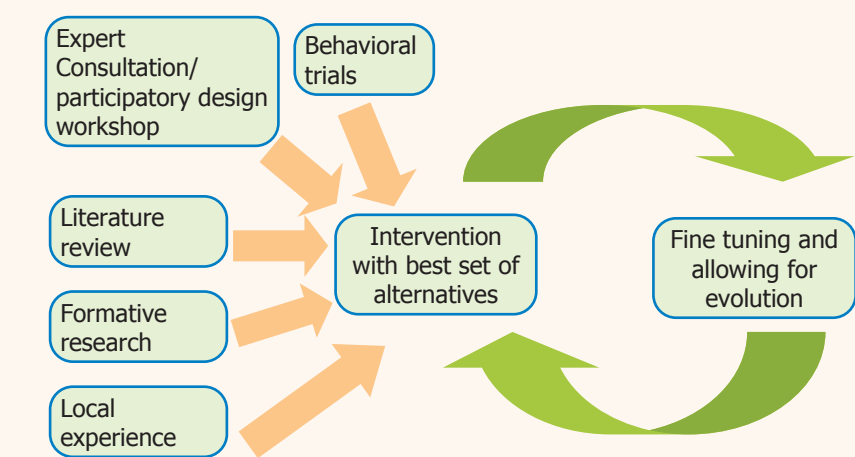 Expert
Consultation/
participatory design
workshop
Behavioral
trials
Literature
review
Formative
research
Local
experience
Intervention
with best set of
alternatives
Fine tuning and
allowing for
evolution